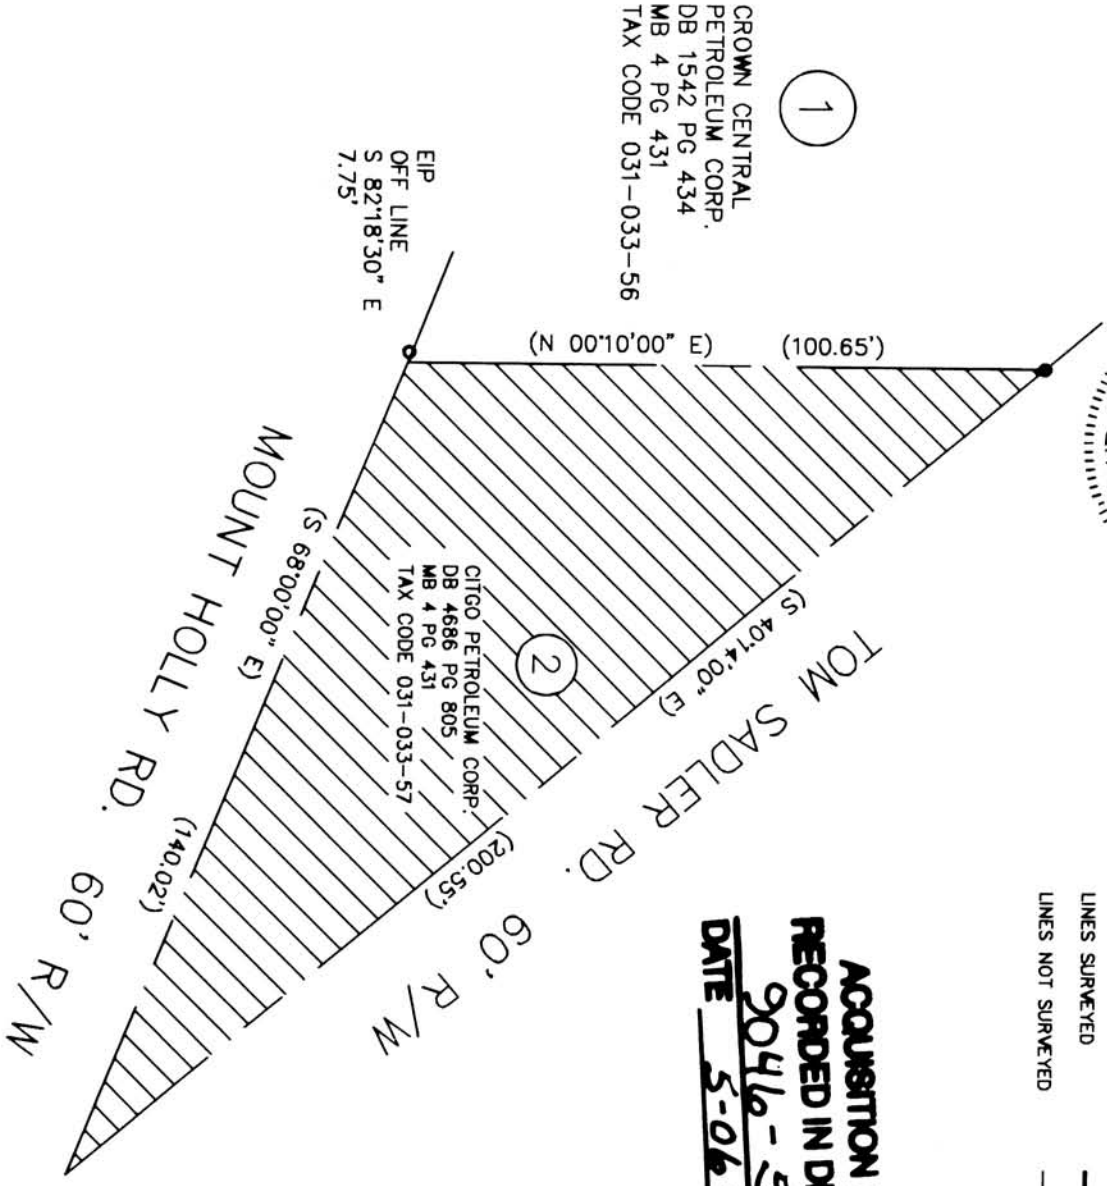 1
CROWN CENTRAL
PETROLEUM CORP.
DB 1542 PG 434
MB 4 PG 431
TAX CODE 031-033-56
EIP
OFF LINE
S 82°18'30" E
7.75'
(N 00°10'00" E)
(100.65')
(S 40°14'00" E)
(200.55')
TOM SADLER RD. 60' R/W
2
CITGO PETROLEUM CORP.
DB 4686 PG 805
MB 4 PG 431
TAX CODE 031-033-57
(S 68°00'00" E)
(140.02')
MOUNT HOLLY RD. 60' R/W
LINES SURVEYED
LINES NOT SURVEYED
ACQUISITION
RECORDED IN
9046-
DATE 5-06